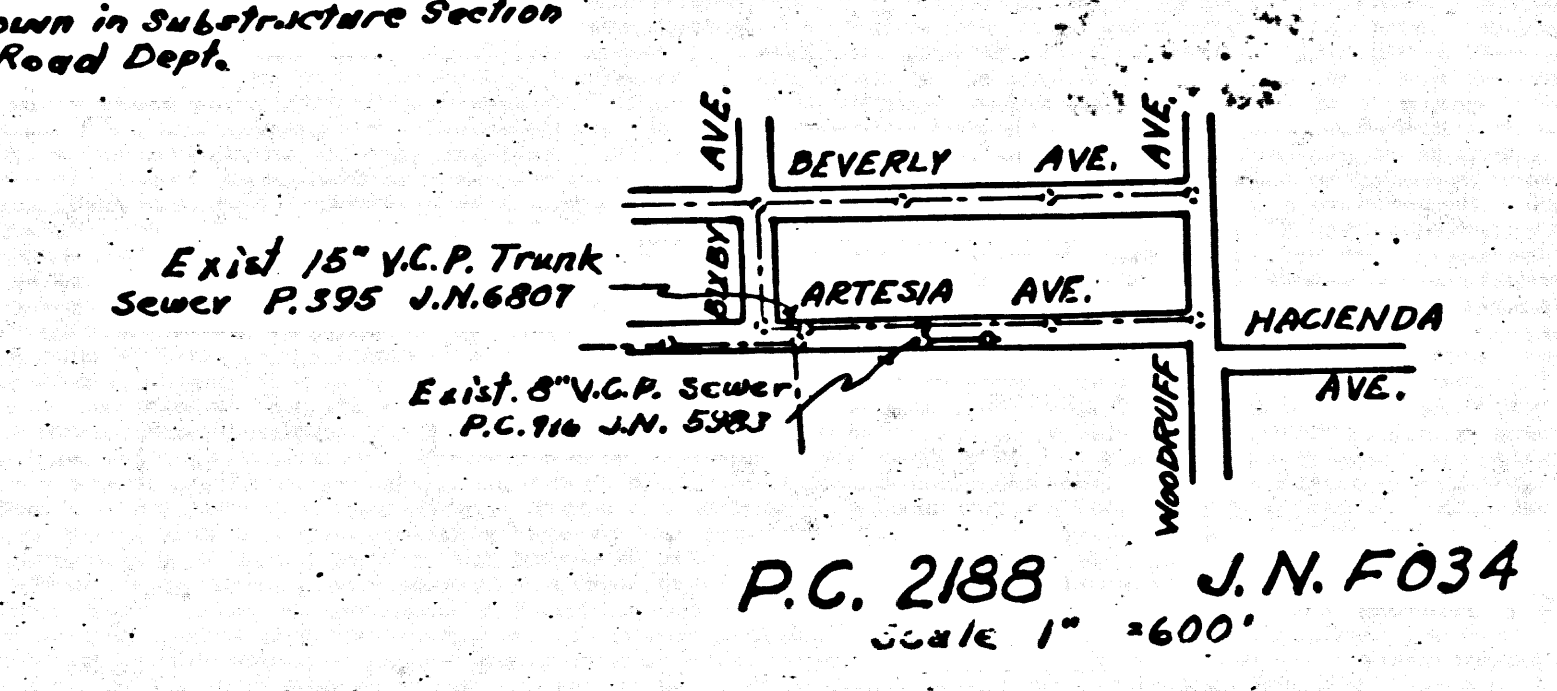 own in Substructure Section
Road Dept.
AVE.
AVE.
BEVERLY AVE.
BIXBY
Exist 15" V.C.P. Trunk
Sewer P.395 J.N.6807
ARTESIA AVE.
HACIENDA
AVE.
Exist. 8" V.C.P. Sewer
P.C. 916 J.N. 5983
WOODRUFF
P.C. 2188 J.N. F034
Scale 1" = 600'